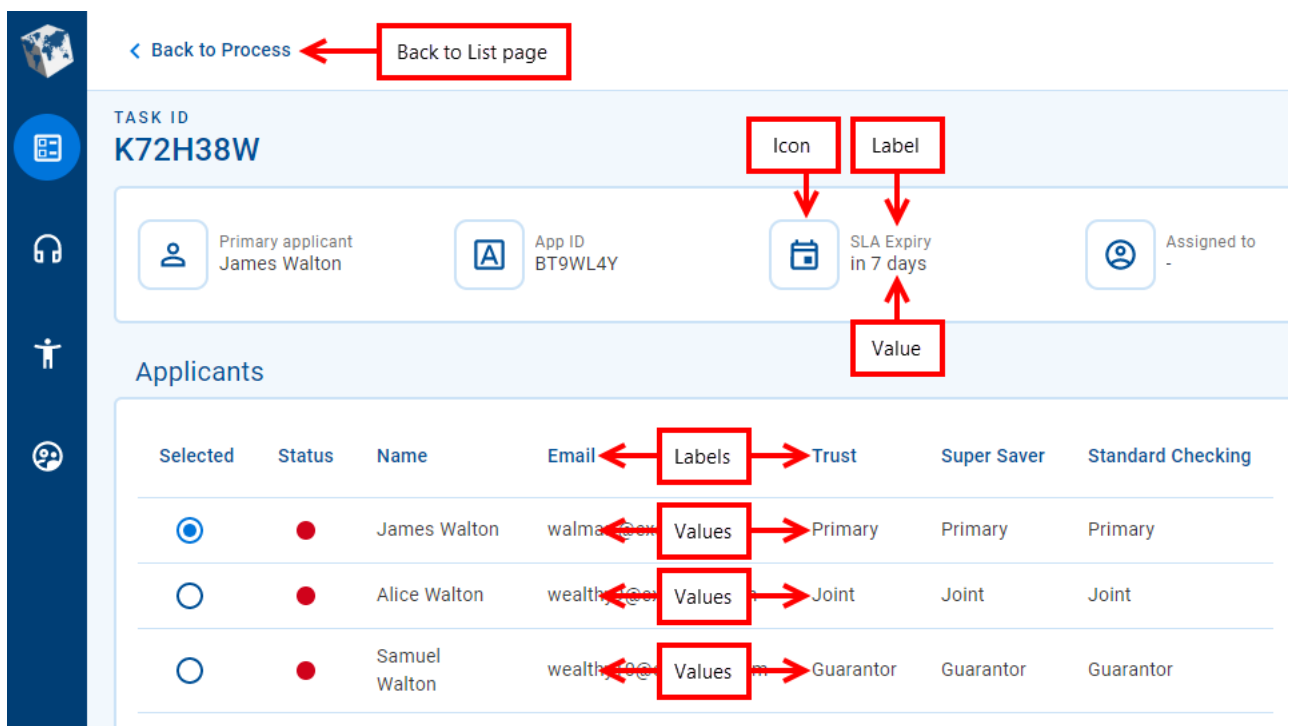 Back to Process
Back to List page
TASK ID
K72H38W
Icon
Label
Primary applicant
James Walton
App ID
BT9WL4Y
SLA Expiry
in 7 days
Assigned to
-
Value
Applicants
Selected Status Name Email Labels Trust Super Saver Standard Checking
James Walton Values Primary Primary Primary
Alice Walton Values Joint Joint Joint
Samuel
Walton
Values Guarantor Guarantor Guarantor